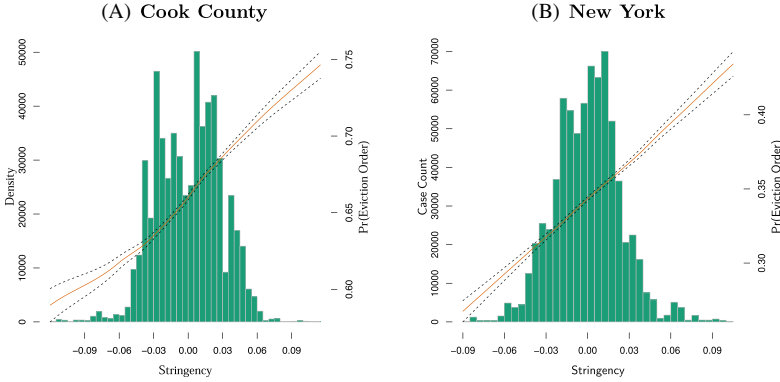 (A) Cook County
50000
40000
30000
20000
10000
0
Density
0.75
0.70
0.65
0.60
Pr(Eviction Order)
−0.09 −0.06 −0.03 0.00 0.03 0.06 0.09
Stringency
(B) New York
70000
60000
50000
40000
30000
20000
10000
0
Case Count
0.40
0.35
0.30
Pr(Eviction Order)
−0.09 −0.06 −0.03 0.00 0.03 0.06 0.09
Stringency